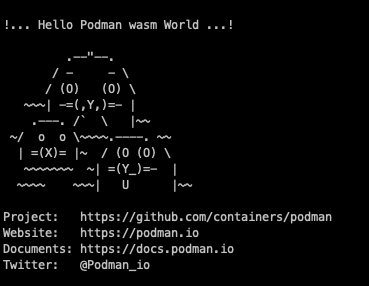 !... Hello Podman wasm World ...!

         .--"--.
       / -     - \
      / (O)   (O) \
   ~~~| -=(,Y,)=- |
    .---. /`  \   |~~
 ~/  o  o \~~~~.----. ~~
  | =(X)= |~  / (O (O) \
   ~~~~~~~  ~| =(Y_)=-  |
  ~~~~    ~~~|   U      |~~

Project:   https://github.com/containers/podman
Website:   https://podman.io
Documents: https://docs.podman.io
Twitter:   @Podman_io